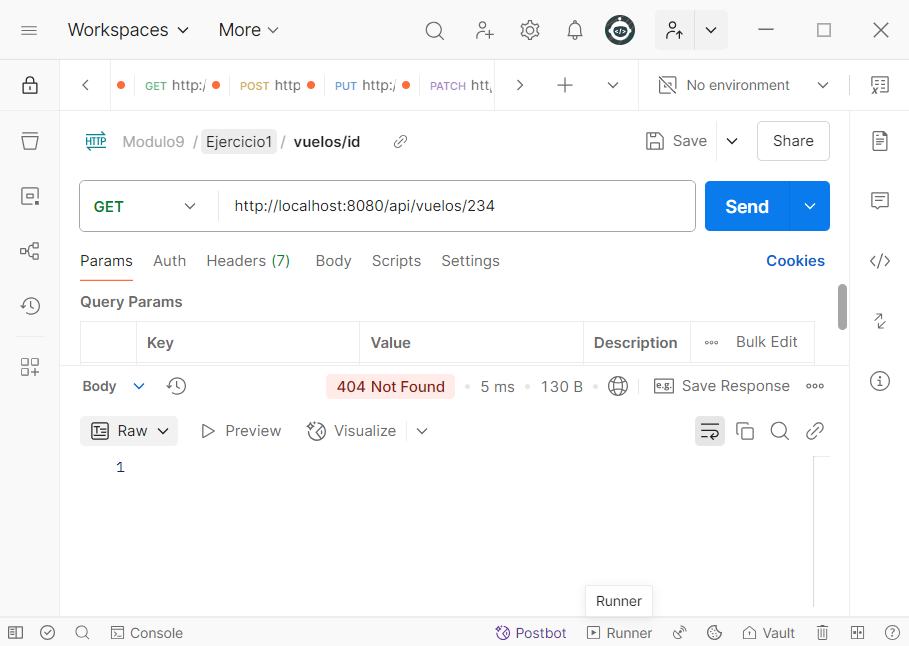 Workspaces More
GET http:/ POST http PUT http:/ PATCH htt No environment
HTTP Modulo9 / Ejercicio1 / vuelos/id Save Share
GET http://localhost:8080/api/vuelos/234 Send
Params Auth Headers (7) Body Scripts Settings Cookies
Query Params
Key Value Description Bulk Edit
Body 404 Not Found 5 ms 130 B e.g. Save Response
Raw Preview Visualize
1
Runner
Console Postbot Runner Vault